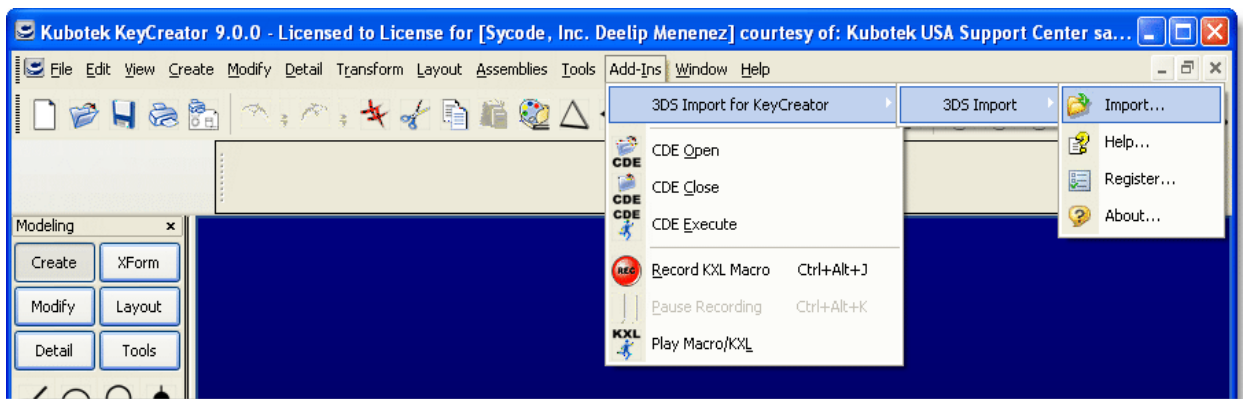 Kubotek KeyCreator 9.0.0 - Licensed to License for [Sycode, Inc. Deelip Menenez] courtesy of: Kubotek USA Support Center sa...
File Edit View Create Modify Detail Transform Layout Assemblies Tools Add-Ins Window Help
3DS Import for KeyCreator
3DS Import
Import...
Help...
Register...
About...
CDE CDE Open
CDE CDE Close
CDE CDE Execute
REC Record KXL Macro Ctrl+Alt+J
Pause Recording Ctrl+Alt+K
KXL Play Macro/KXL
Modeling
Create XForm
Modify Layout
Detail Tools